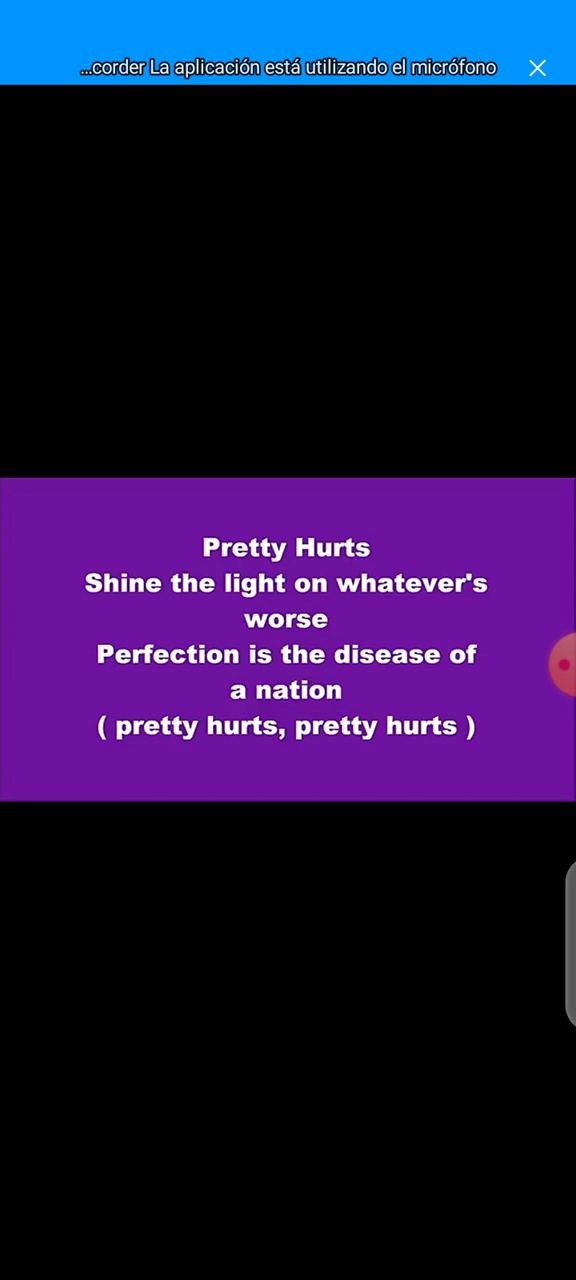 ...corder La aplicación está utilizando el micrófono
Pretty Hurts
Shine the light on whatever's
worse
Perfection is the disease of
a nation
( pretty hurts, pretty hurts )